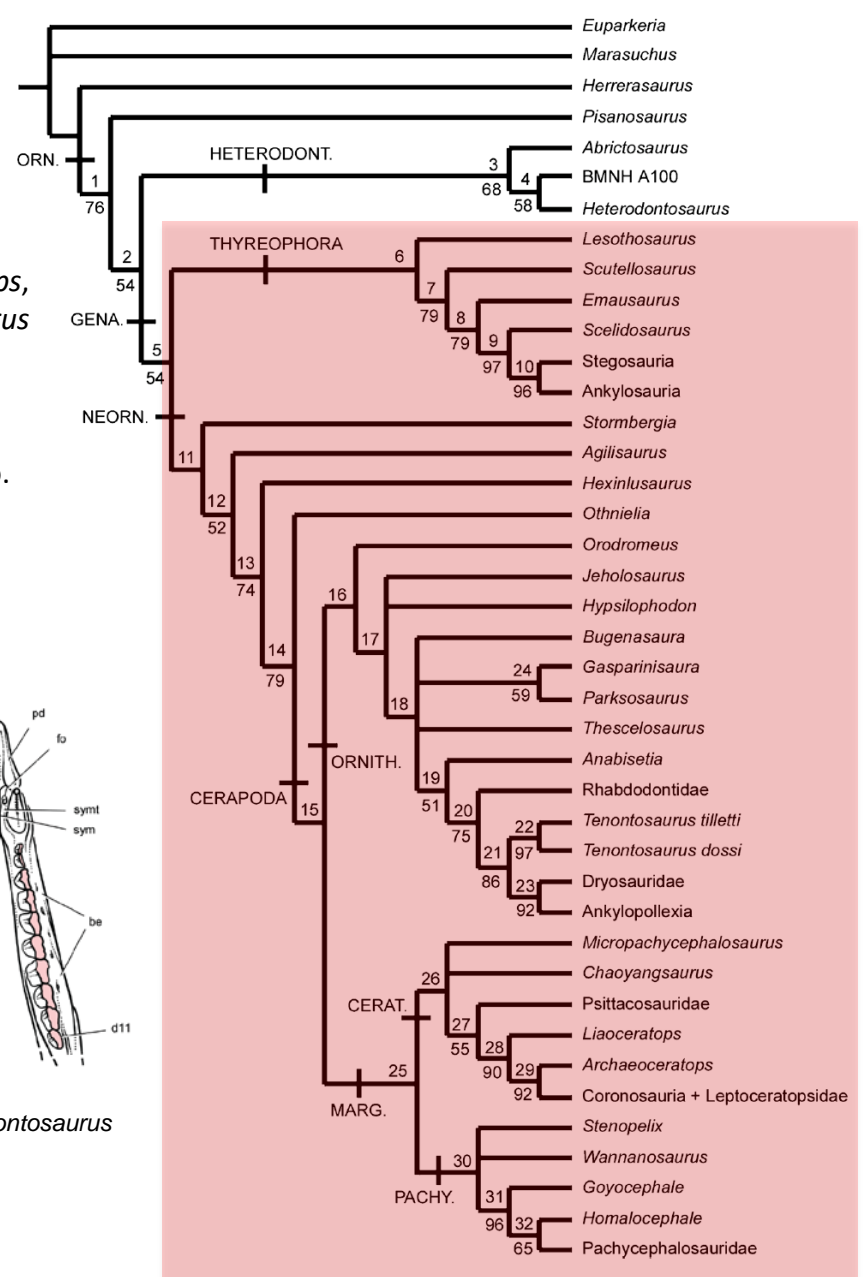 Euparkeria
Marasuchus
Herrerasaurus
Pisanosaurus
ORN.
1
76
HETERODONT.
3
68
4
58
Abrictosaurus
BMNH A100
Heterodontosaurus
2
54
GENA.
5
54
NEORN.
THYREOPHORA
6
7
79
8
79
9
97
10
96
Lesothosaurus
Scutellosaurus
Emausaurus
Scelidosaurus
Stegosauria
Ankylosauria
11
12
52
13
74
14
79
Stormbergia
Agilisaurus
Hexinlusaurus
Othnielia
CERAPODA
15
ORNITH.
16
17
18
24
59
19
51
20
75
21
86
22
97
23
92
Orodromeus
Jeholosaurus
Hypsilophodon
Bugenasaura
Gasparinisaura
Parksosaurus
Thescelosaurus
Anabisetia
Rhabdodontidae
Tenontosaurus tilletti
Tenontosaurus dossi
Dryosauridae
Ankylopollexia
MARG.
25
CERAT.
26
27
55
28
90
29
92
Micropachycephalosaurus
Chaoyangsaurus
Psittacosauridae
Liaoceratops
Archaeoceratops
Coronosauria + Leptoceratopsidae
PACHY.
30
31
96
32
65
Stenopelix
Wannanosaurus
Goyocephale
Homalocephale
Pachycephalosauridae
pd
fo
symt
sym
be
d11
ontosaurus